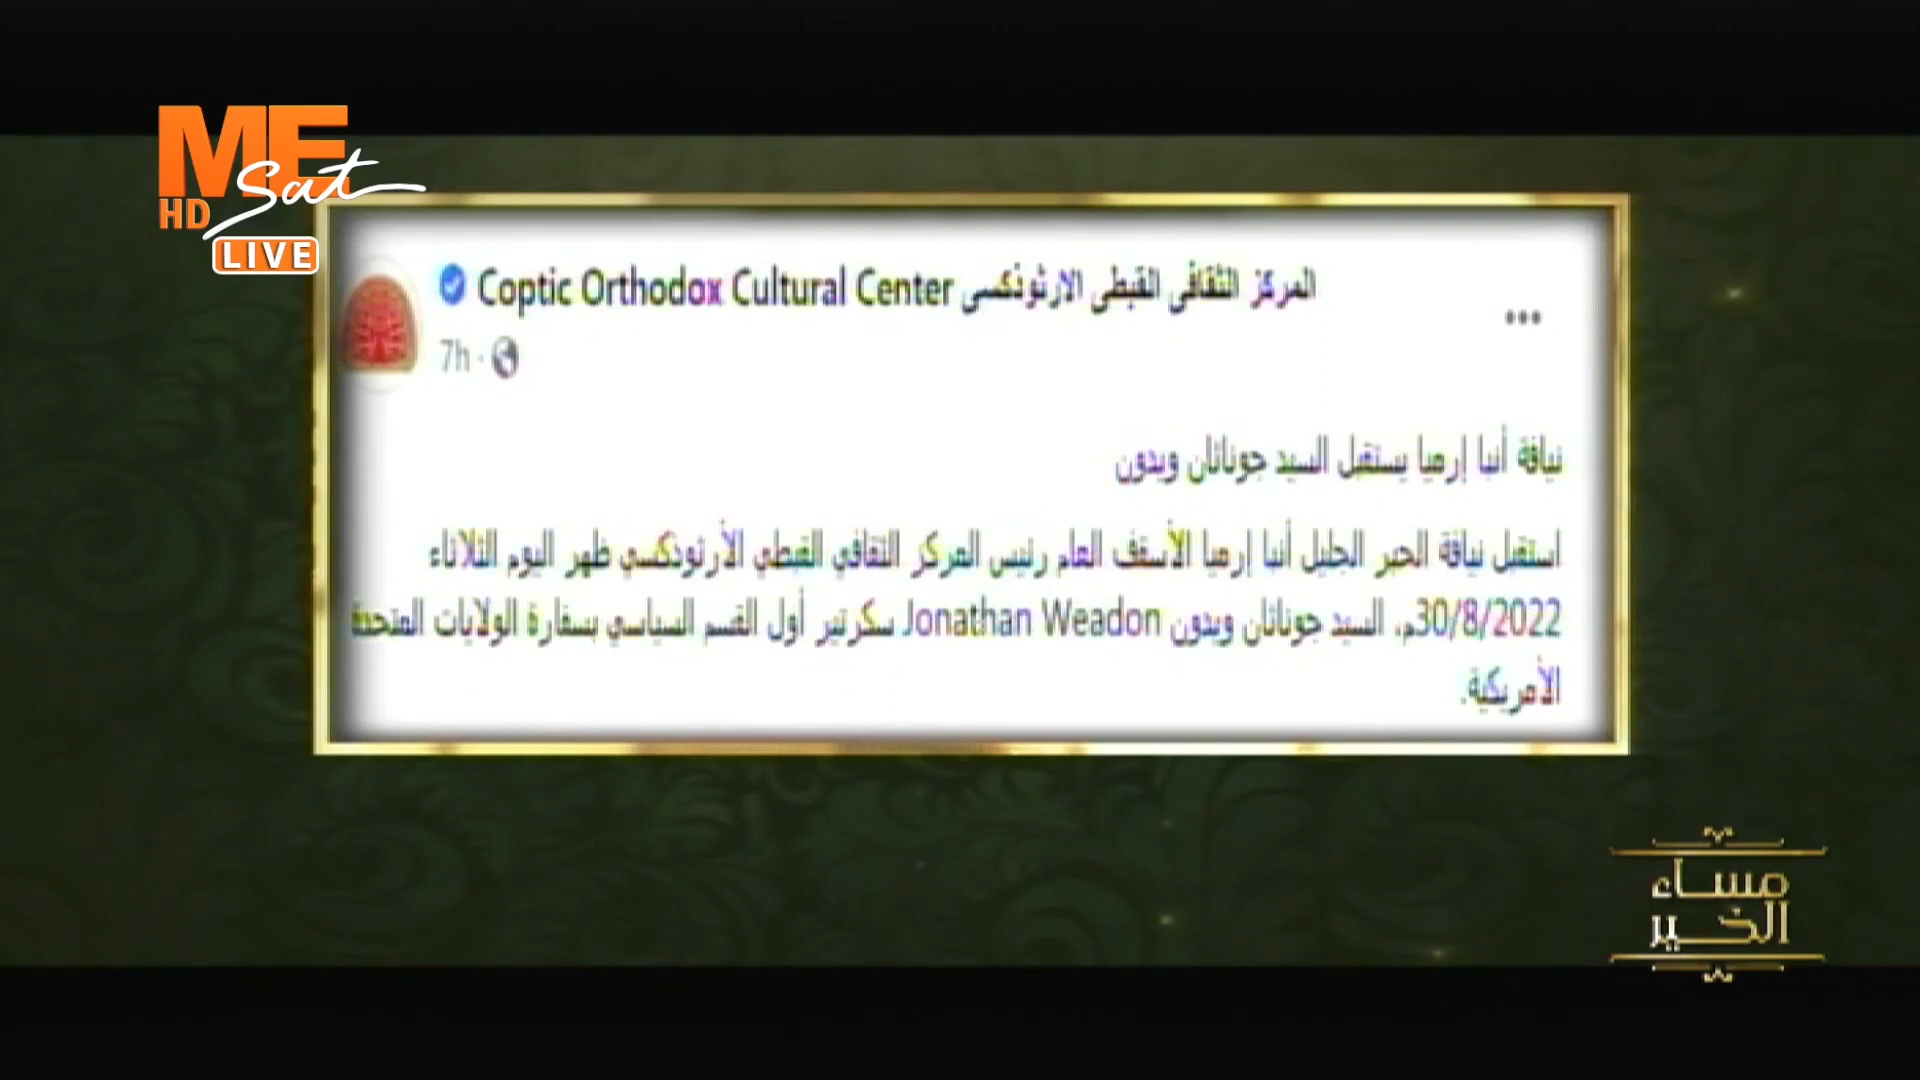 ME
Sat
HD
LIVE
Coptic Orthodox Cultural Center المركز الثقافى القبطى الارثوذكسى
7h ·
نيافة أنبا إرميا يستقبل السيد جوناثان ويدون
استقبل نيافة الحبر الجليل أنبا إرميا الأسقف العام رئيس المركز الثقافي القبطي الأرثوذكسي ظهر اليوم الثلاثاء
30/8/2022م، السيد جوناثان ويدون Jonathan Weadon سكرتير أول القسم السياسي بسفارة الولايات المتحدة
الأمريكية.
مساء
الخير